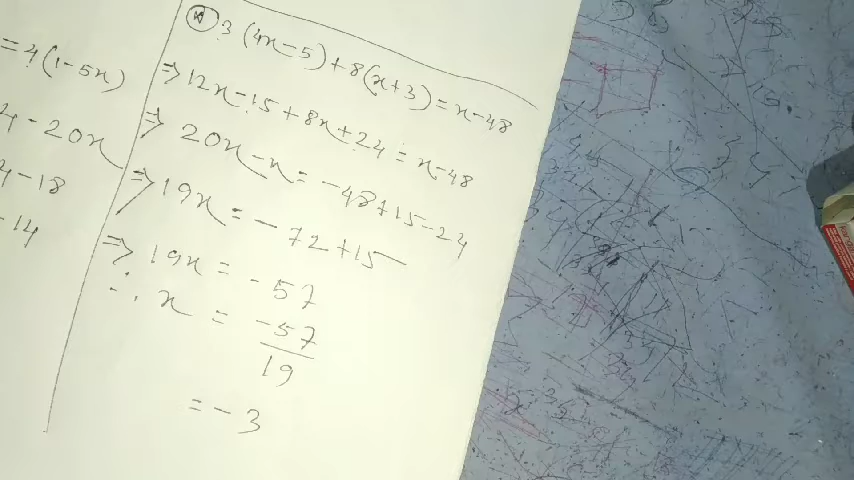 = 4(1-5x)
4 - 20x
4 - 18
- 14
3(4x-5)+8(x+3)=x-48
⇒ 12x-15+8x+24=x-48
⇒ 20x-x=-48+15-24
⇒ 19x=-72+15
⇒ 19x=-57
∴ x = -57/19
= -3